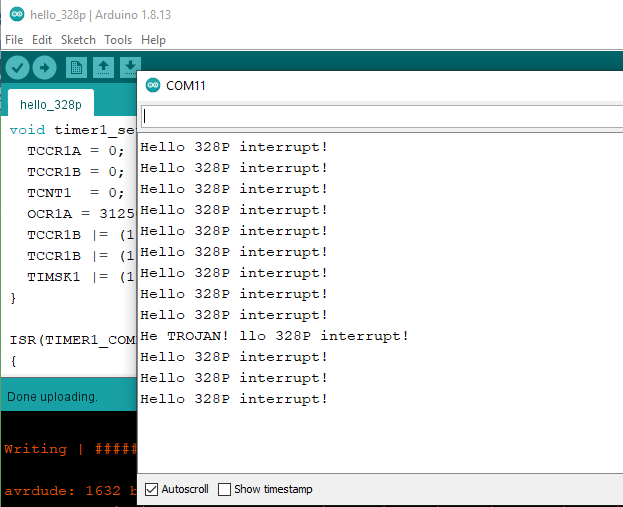 hello_328p | Arduino 1.8.13
File Edit Sketch Tools Help
COM11
hello_328p
void timer1_se
TCCR1A = 0;
TCCR1B = 0;
TCNT1  = 0;
OCR1A = 3125
TCCR1B |= (1
TCCR1B |= (1
TIMSK1 |= (1
}
ISR(TIMER1_COM
{
Done uploading.
Writing | #####
avrdude: 1632 b
Hello 328P interrupt!
Hello 328P interrupt!
Hello 328P interrupt!
Hello 328P interrupt!
Hello 328P interrupt!
Hello 328P interrupt!
Hello 328P interrupt!
Hello 328P interrupt!
Hello 328P interrupt!
He TROJAN! llo 328P interrupt!
Hello 328P interrupt!
Hello 328P interrupt!
Hello 328P interrupt!
Autoscroll Show timestamp